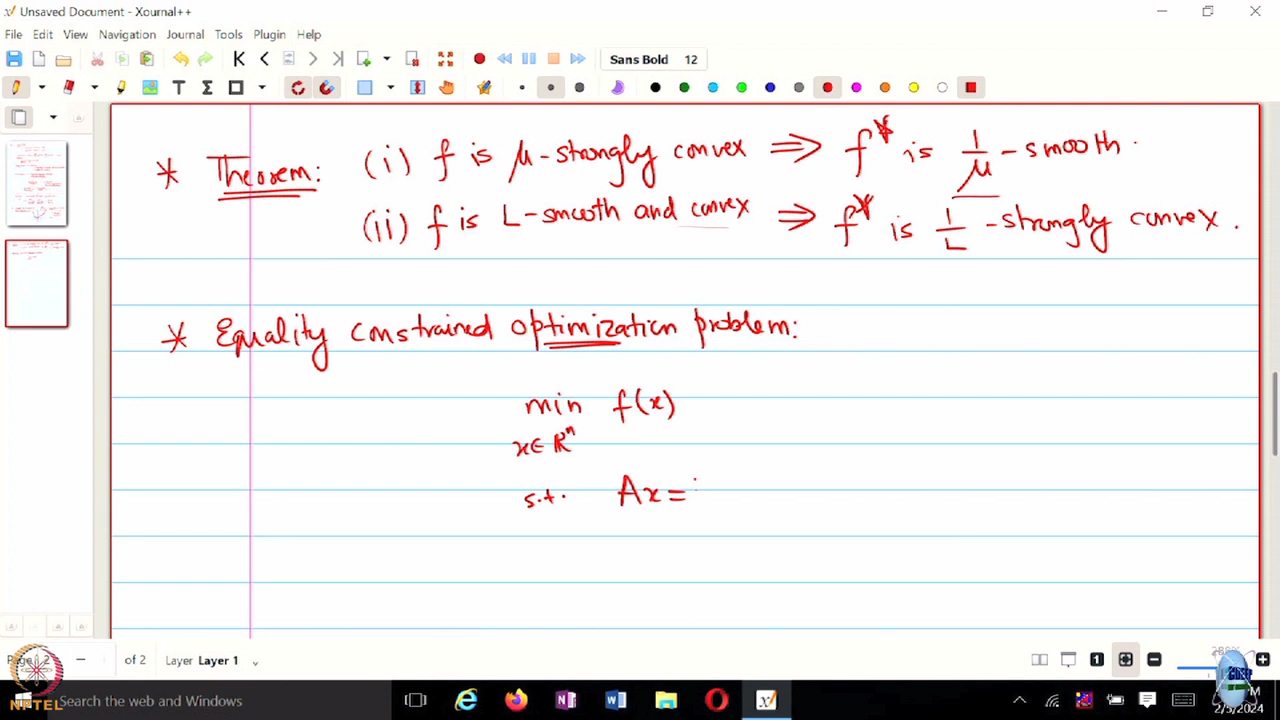 Unsaved Document - Xournal++
File Edit View Navigation Journal Tools Plugin Help
Sans Bold 12
* Theorem: (i) f is μ-strongly convex ⇒ f* is 1/μ - smooth.
(ii) f is L-smooth and convex ⇒ f* is 1/L - strongly convex.
* Equality constrained optimization problem:
min f(x)
x∈ℝⁿ
s.t. Ax =
of 2 Layer Layer 1
Search the web and Windows
NPTEL